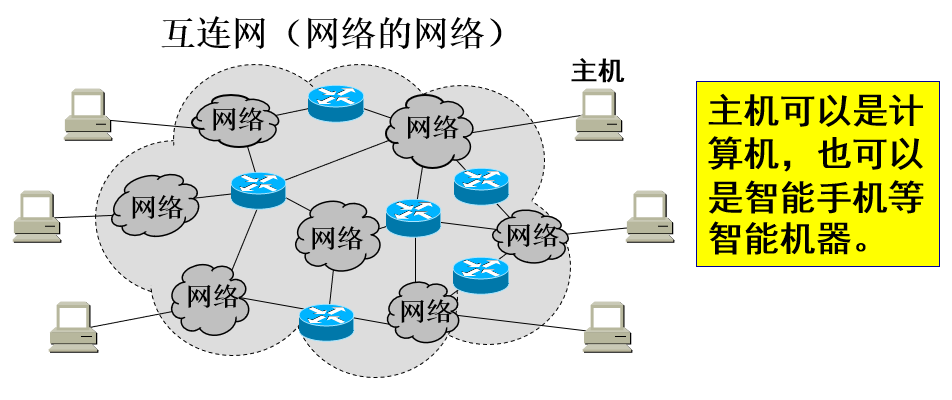 互连网（网络的网络）
主机
网络
网络
网络
网络
网络
网络
网络
主机可以是计
算机，也可以
是智能手机等
智能机器。